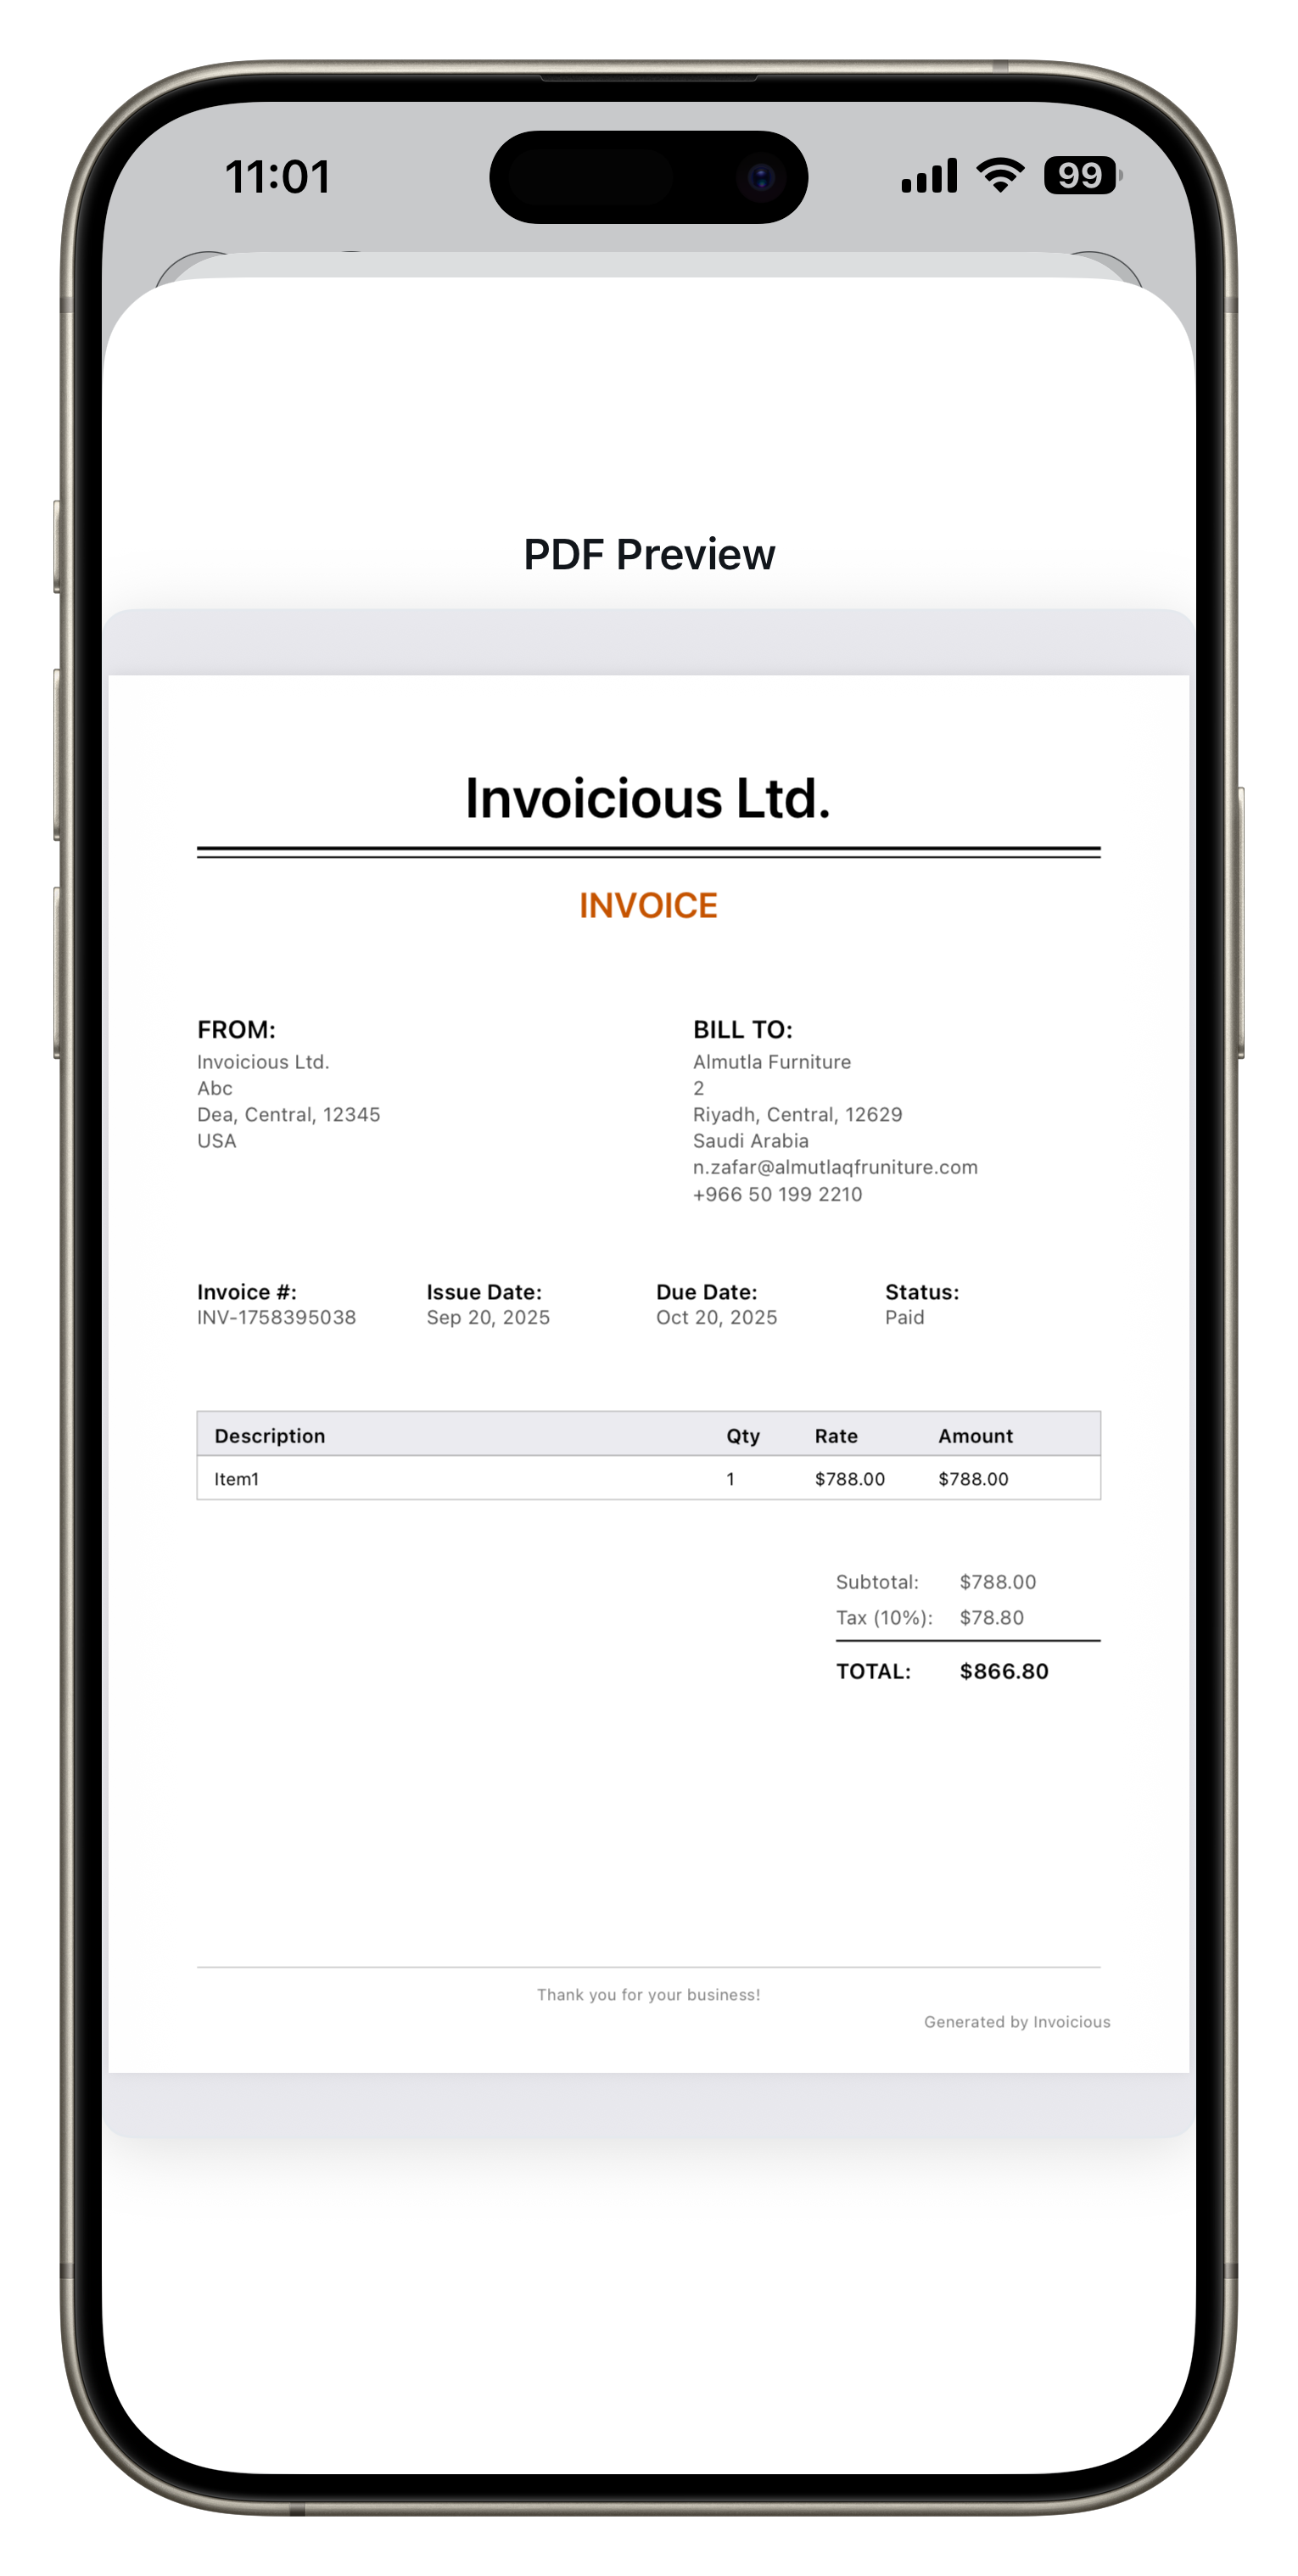 11:01
99
PDF Preview
Invoicious Ltd.
INVOICE
FROM:
Invoicious Ltd.
Abc
Dea, Central, 12345
USA
BILL TO:
Almutla Furniture
2
Riyadh, Central, 12629
Saudi Arabia
n.zafar@almutlaqfruniture.com
+966 50 199 2210
Invoice #: Issue Date: Due Date: Status:
INV-1758395038 Sep 20, 2025 Oct 20, 2025 Paid
Description Qty Rate Amount
Item1 1 $788.00 $788.00
Subtotal: $788.00
Tax (10%): $78.80
TOTAL: $866.80
Thank you for your business!
Generated by Invoicious